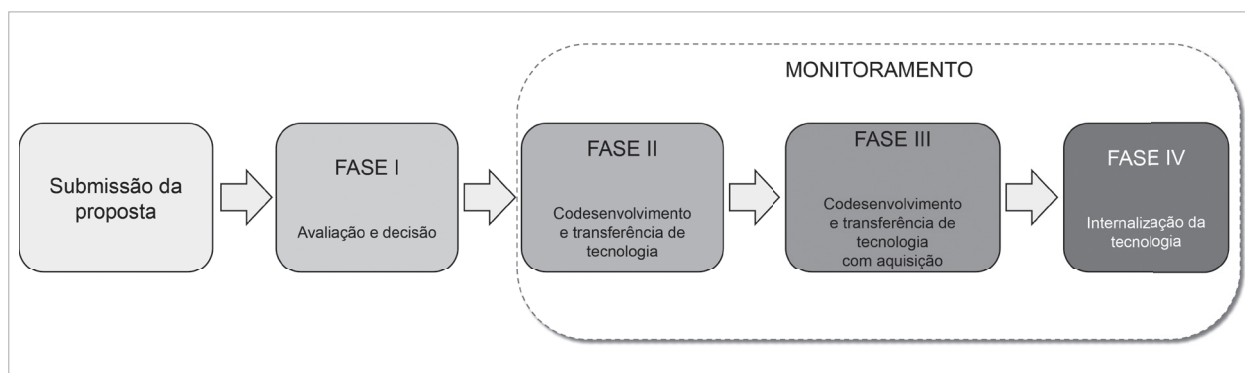 MONITORAMENTO
Submissão da
proposta
FASE I
Avaliação e decisão
FASE II
Codesenvolvimento
e transferência de
tecnologia
FASE III
Codesenvolvimento
e transferência de
tecnologia
com aquisição
FASE IV
Internalização da
tecnologia